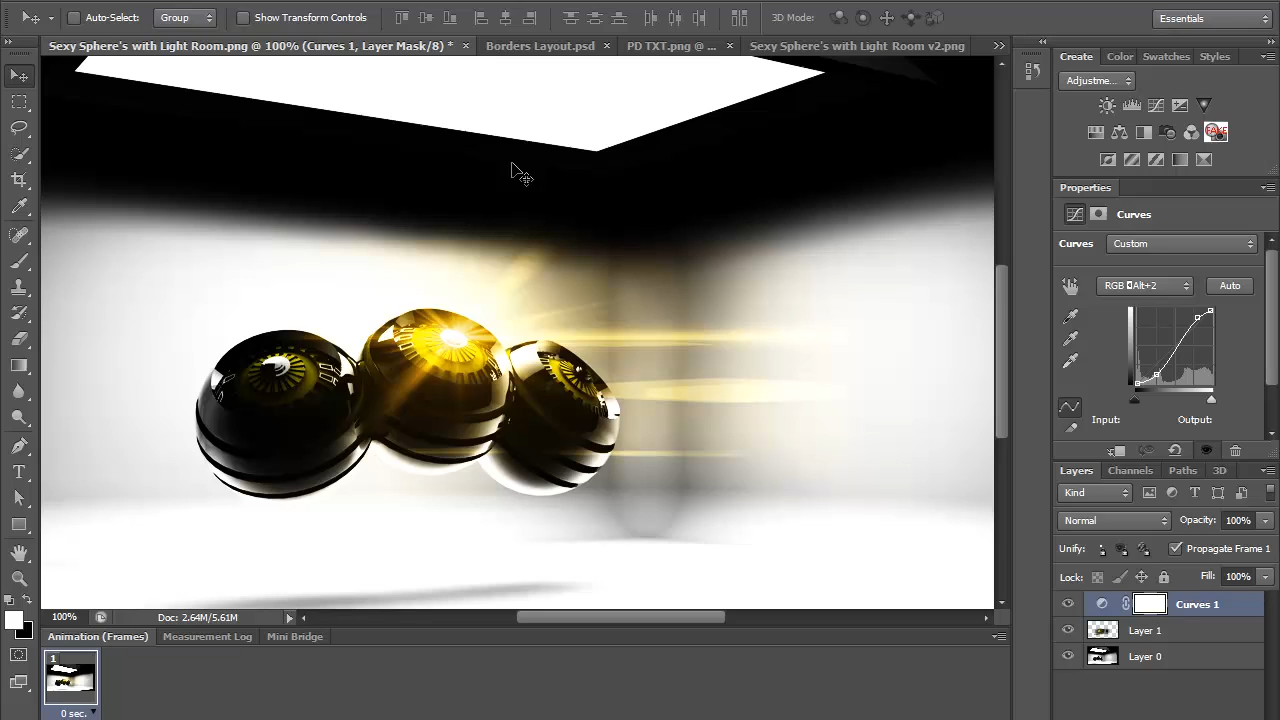 Auto-Select:
Group
Show Transform Controls
3D Mode:
Essentials
Sexy Sphere's with Light Room.png @ 100% (Curves 1, Layer Mask/8) *
Borders Layout.psd
PD TXT.png @ ...
Sexy Sphere's with Light Room v2.png
Create
Color
Swatches
Styles
Adjustme...
FAKE
Properties
Curves
Curves:
Custom
RGB
Alt+2
Auto
Input:
Output:
Layers
Channels
Paths
3D
Kind
Normal
Opacity:
100%
Unify:
Propagate Frame 1
Lock:
Fill:
100%
Curves 1
Layer 1
Layer 0
100%
Doc: 2.64M/5.61M
Animation (Frames)
Measurement Log
Mini Bridge
1
0 sec.